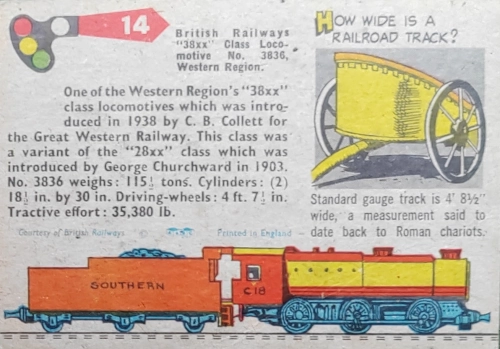 14
British Railways
"38xx" Class Loco-
motive No. 3836,
Western Region.
One of the Western Region's "38xx"
class locomotives which was intro-
duced in 1938 by C. B. Collett for
the Great Western Railway. This class was
a variant of the "28xx" class which was
introduced by George Churchward in 1903.
No. 3836 weighs: 115¼ tons. Cylinders: (2)
18½ in. by 30 in. Driving-wheels: 4 ft. 7½ in.
Tractive effort: 35,380 lb.
Courtesy of British Railways ©
Printed in England
HOW WIDE IS A
RAILROAD TRACK?
Standard gauge track is 4' 8½"
wide, a measurement said to
date back to Roman chariots.
SOUTHERN
C 18